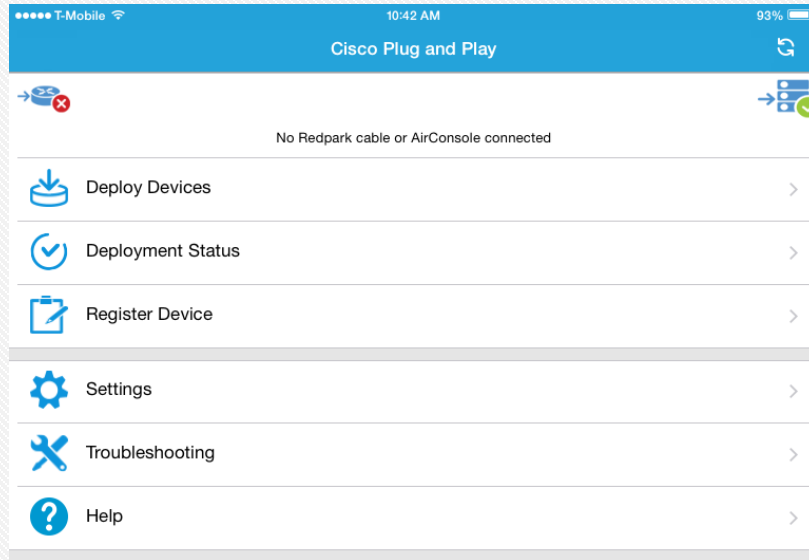 T-Mobile 10:42 AM 93%
Cisco Plug and Play
No Redpark cable or AirConsole connected
Deploy Devices
Deployment Status
Register Device
Settings
Troubleshooting
Help